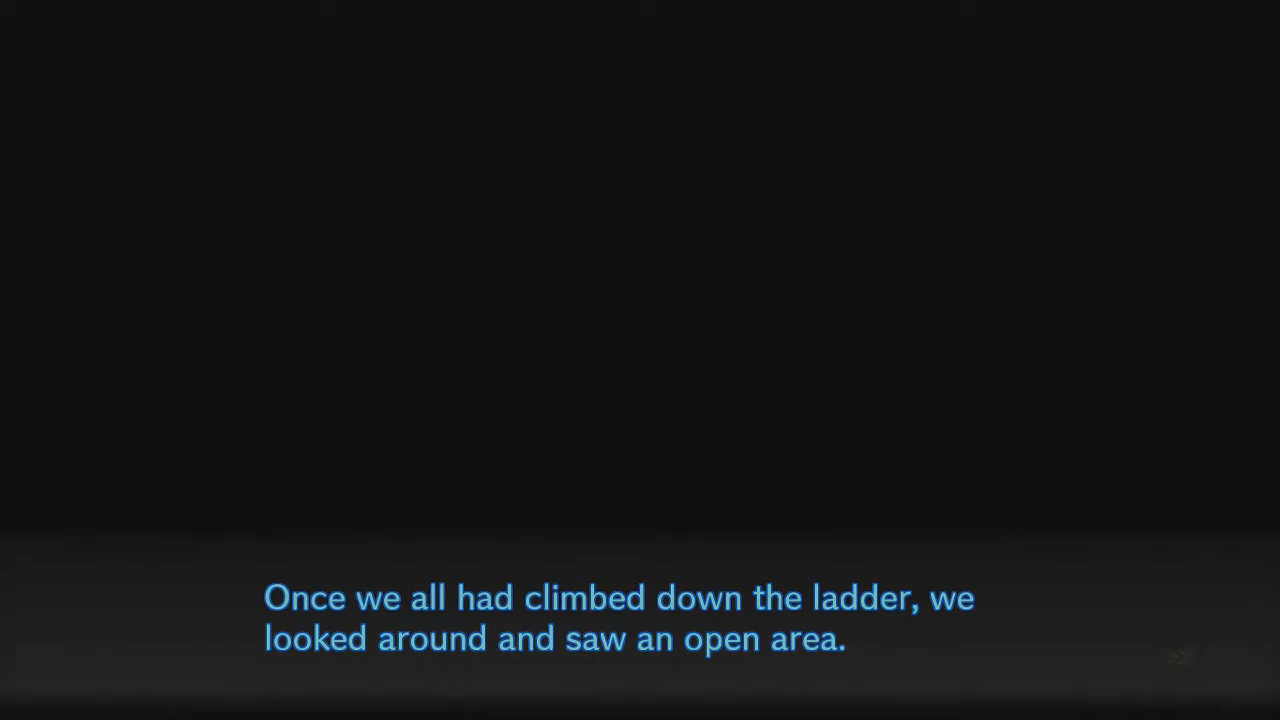 Once we all had climbed down the ladder, we
looked around and saw an open area.